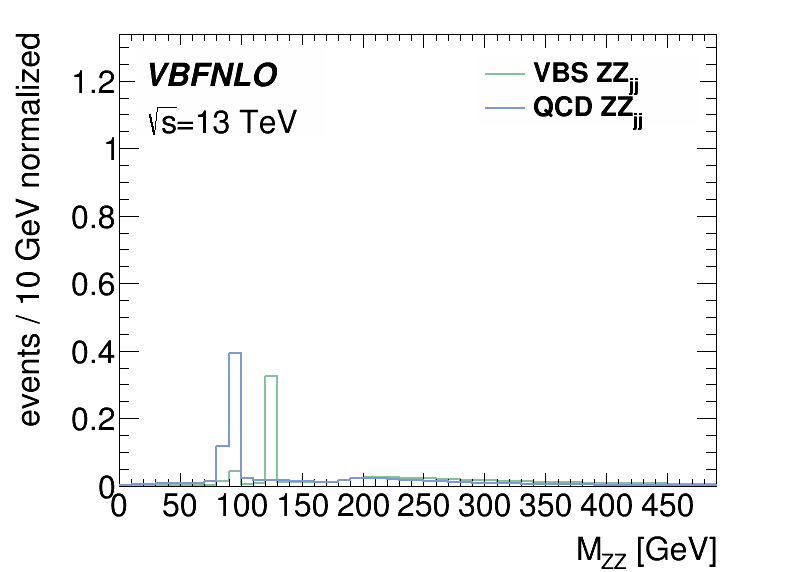 VBFNLO
√s=13 TeV
VBS ZZjj
QCD ZZjj
events / 10 GeV normalized
1.2
1
0.8
0.6
0.4
0.2
0
0 50 100 150 200 250 300 350 400 450
MZZ [GeV]